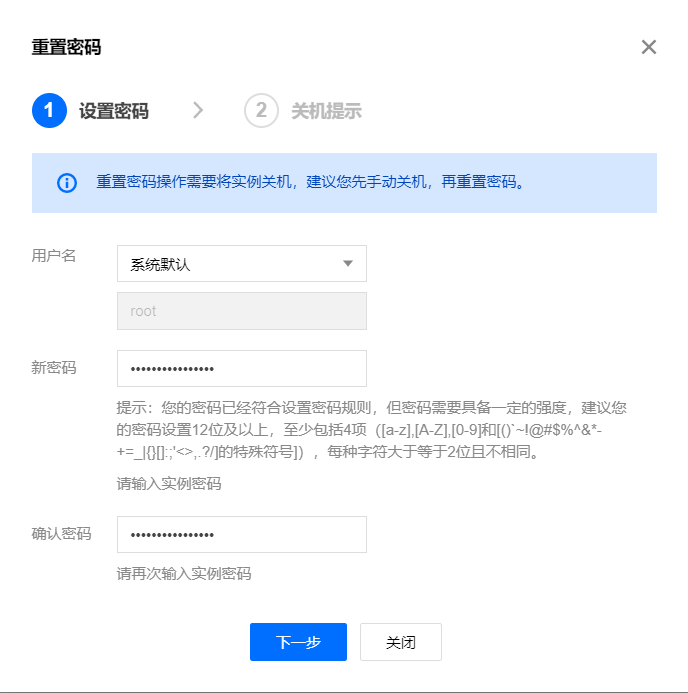 重置密码
1 设置密码 2 关机提示
重置密码操作需要将实例关机，建议您先手动关机，再重置密码。
用户名 系统默认
root
新密码 ••••••••••••••••
提示：您的密码已经符合设置密码规则，但密码需要具备一定的强度，建议您
的密码设置12位及以上，至少包括4项（[a-z],[A-Z],[0-9]和[()`~!@#$%^&*-
+=_|{}[]:;'<>,.?/]的特殊符号]），每种字符大于等于2位且不相同。
请输入实例密码
确认密码 ••••••••••••••••
请再次输入实例密码
下一步 关闭